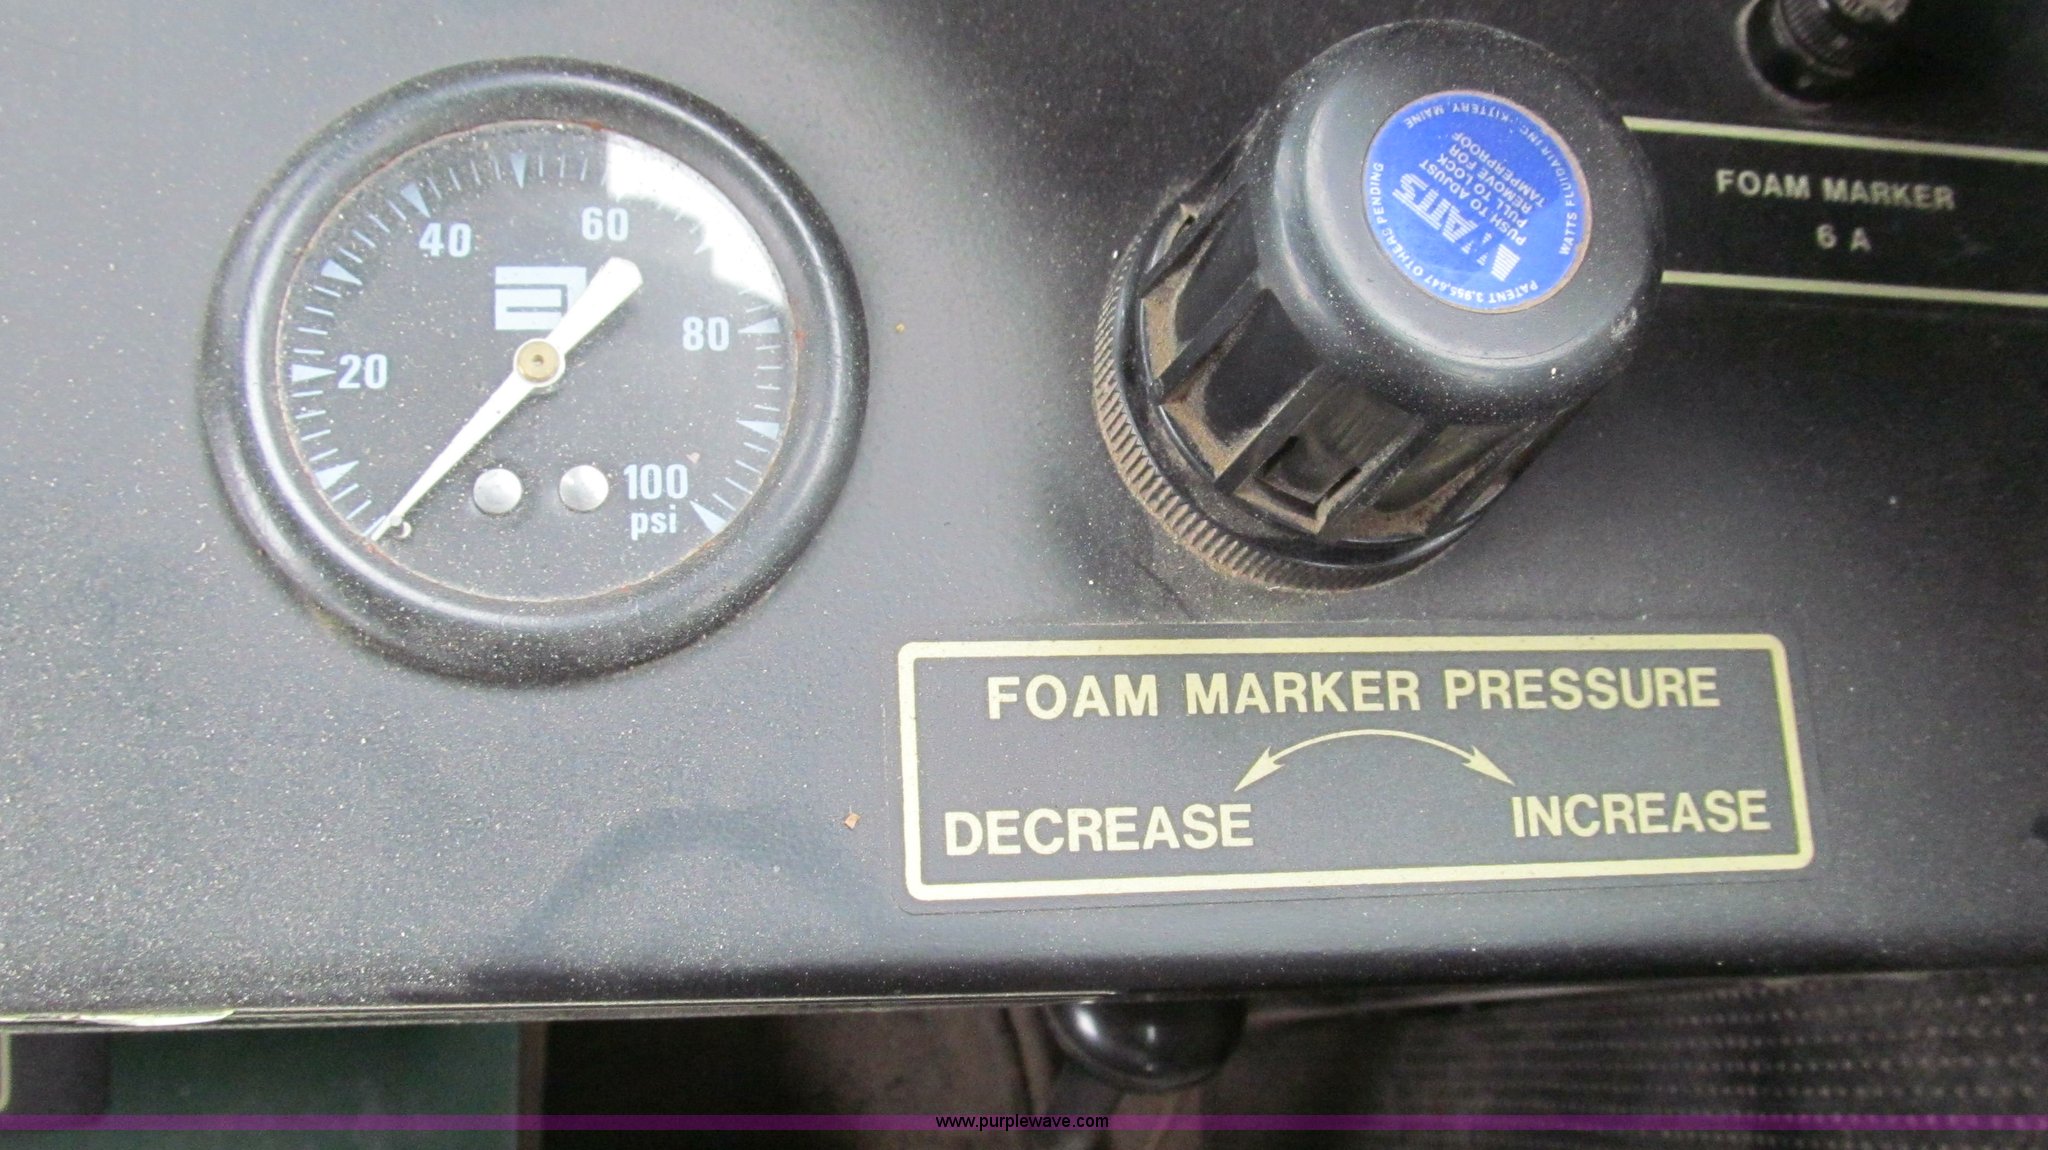 20
40
60
80
100
psi
WATTS FLUIDAIR INC. · KITTERY, MAINE
PATENT 3,955,647 OTHERS PENDING
WATTS
PUSH TO ADJUST
PULL TO LOCK
REMOVE FOR
TAMPERPROOF
FOAM MARKER
6 A
FOAM MARKER PRESSURE
DECREASE
INCREASE
www.purplewave.com